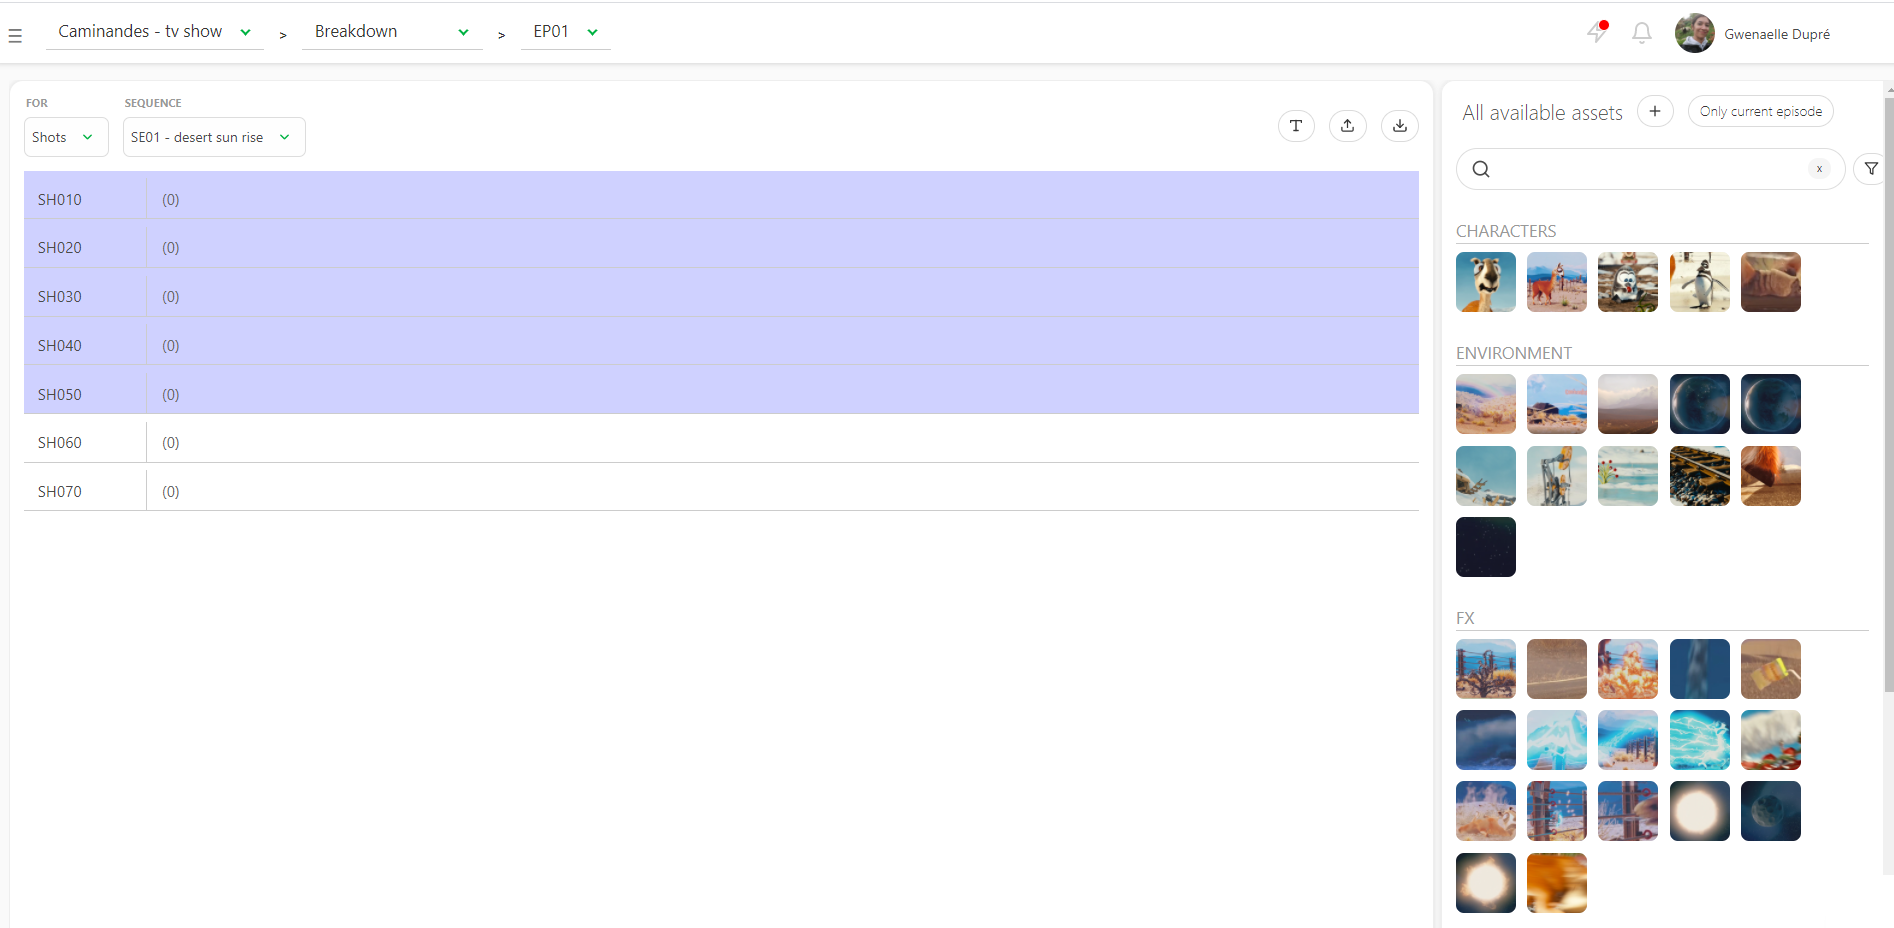 Caminandes - tv show > Breakdown > EP01
Gwenaelle Dupré
FOR SEQUENCE
Shots SE01 - desert sun rise
T
SH010 (0)
SH020 (0)
SH030 (0)
SH040 (0)
SH050 (0)
SH060 (0)
SH070 (0)
All available assets + Only current episode
x
CHARACTERS
ENVIRONMENT
FX